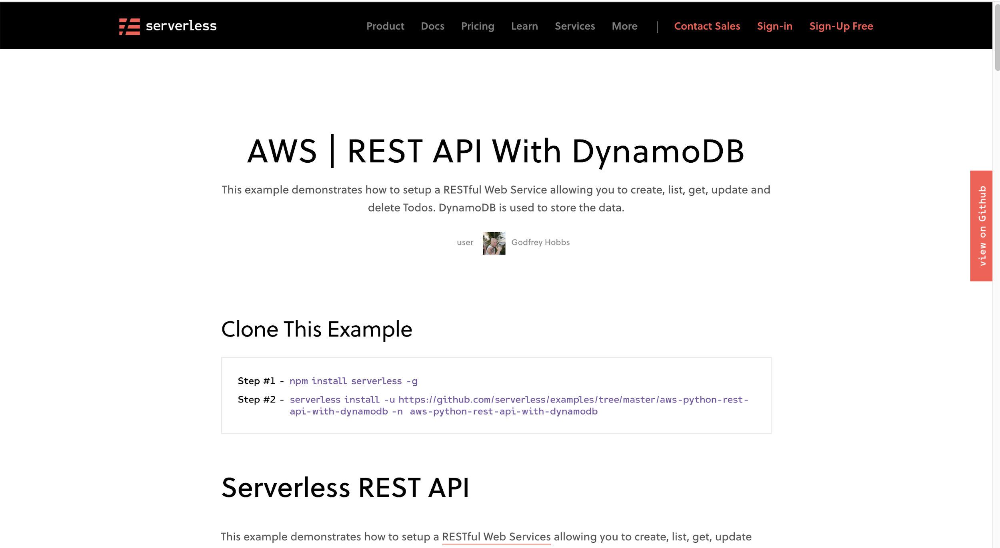 serverless
Product Docs Pricing Learn Services More | Contact Sales Sign-in Sign-Up Free
AWS | REST API With DynamoDB
This example demonstrates how to setup a RESTful Web Service allowing you to create, list, get, update and
delete Todos. DynamoDB is used to store the data.
user Godfrey Hobbs
view on Github
Clone This Example
Step #1 - npm install serverless -g
Step #2 - serverless install -u https://github.com/serverless/examples/tree/master/aws-python-rest-
api-with-dynamodb -n aws-python-rest-api-with-dynamodb
Serverless REST API
This example demonstrates how to setup a RESTful Web Services allowing you to create, list, get, update